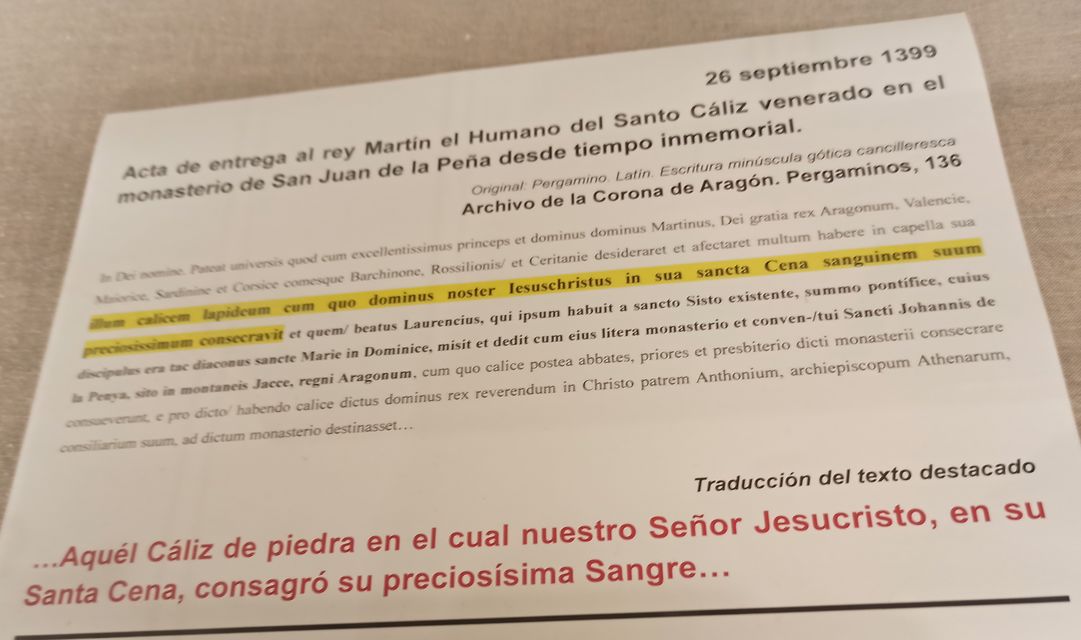 26 septiembre 1399
Acta de entrega al rey Martín el Humano del Santo Cáliz venerado en el
monasterio de San Juan de la Peña desde tiempo inmemorial.
Original: Pergamino. Latín. Escritura minúscula gótica cancilleresca
Archivo de la Corona de Aragón. Pergaminos, 136
In Dei nomine. Pateat universis quod cum excellentissimus princeps et dominus dominus Martinus, Dei gratia rex Aragonum, Valencie,
Maiorice, Sardinine et Corsice comesque Barchinone, Rossilionis/ et Ceritanie desideraret et afectaret multum habere in capella sua
illum calicem lapideum cum quo dominus noster Iesuschristus in sua sancta Cena sanguinem suum
preciosissimum consecravit et quem/ beatus Laurencius, qui ipsum habuit a sancto Sisto existente, summo pontífice, cuius
discipulus era tac diaconus sancte Marie in Dominice, misit et dedit cum eius litera monasterio et conven-/tui Sancti Johannis de
la Penya, sito in montaneis Jacce, regni Aragonum, cum quo calice postea abbates, priores et presbiterio dicti monasterii consecrare
consueverunt, e pro dicto/ habendo calice dictus dominus rex reverendum in Christo patrem Anthonium, archiepiscopum Athenarum,
consiliarium suum, ad dictum monasterio destinasset…
Traducción del texto destacado
…Aquél Cáliz de piedra en el cual nuestro Señor Jesucristo, en su
Santa Cena, consagró su preciosísima Sangre…